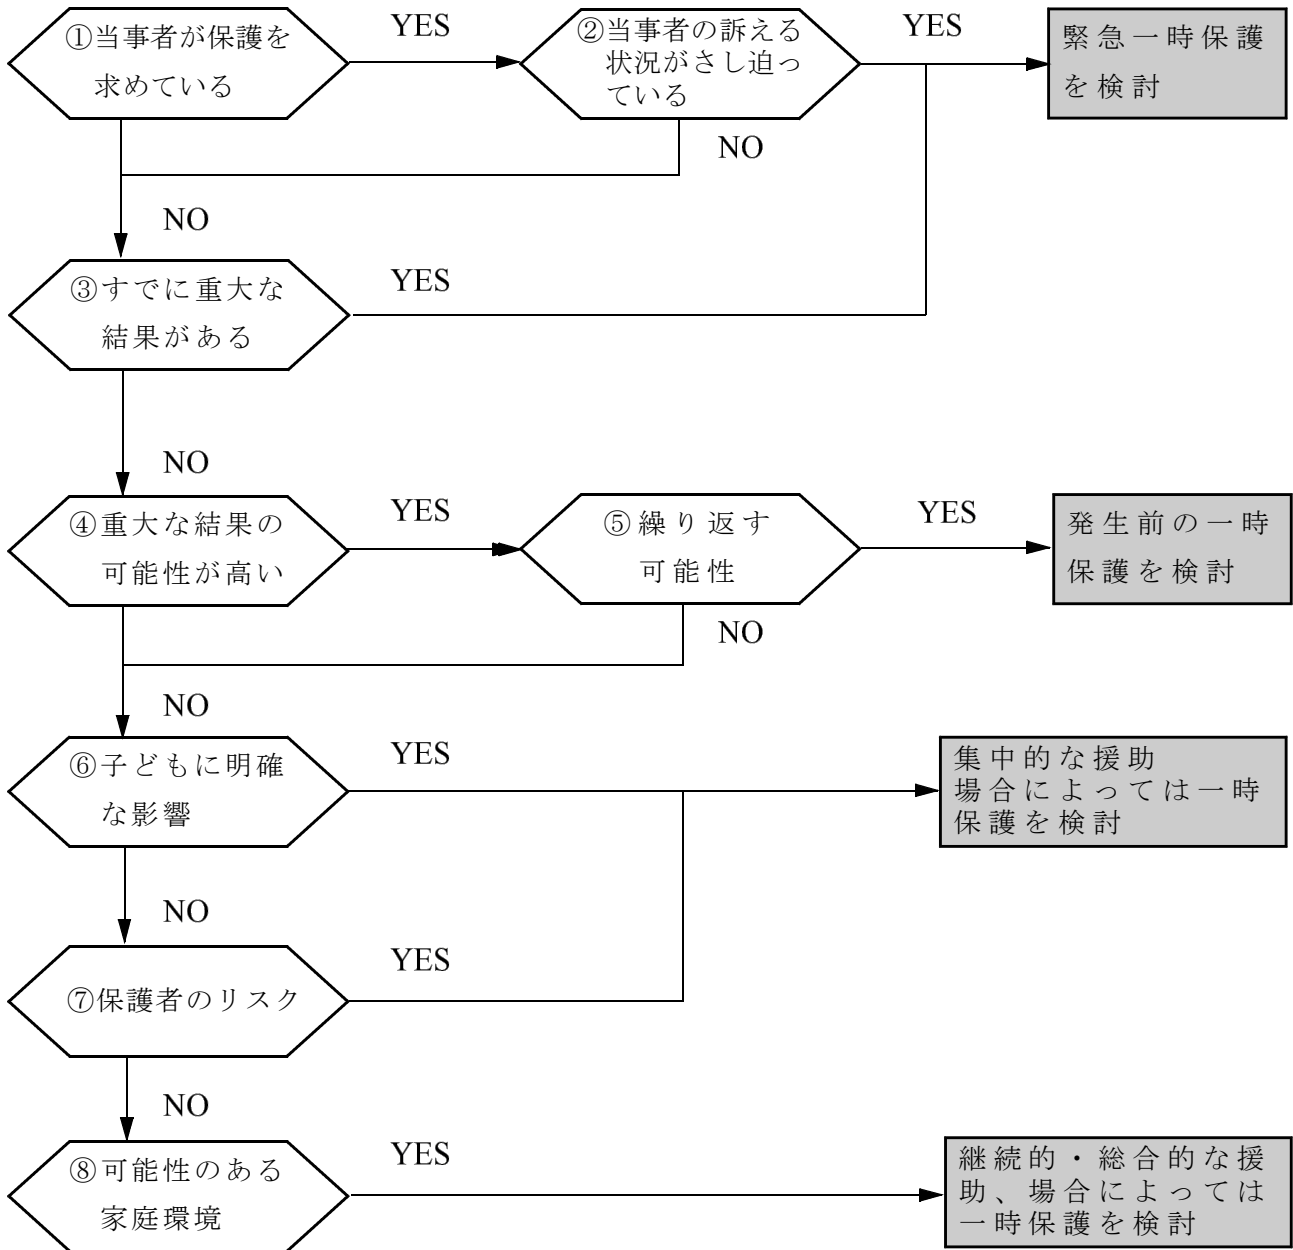 ①当事者が保護を
求めている
YES
②当事者の訴える
状況がさし迫っ
ている
YES
緊急一時保護
を検討
NO
NO
③すでに重大な
結果がある
YES
NO
④重大な結果の
可能性が高い
YES
⑤繰り返す
可能性
YES
発生前の一時
保護を検討
NO
NO
⑥子どもに明確
な影響
YES
集中的な援助
場合によっては一時
保護を検討
NO
⑦保護者のリスク
YES
NO
⑧可能性のある
家庭環境
YES
継続的・総合的な援
助、場合によっては
一時保護を検討